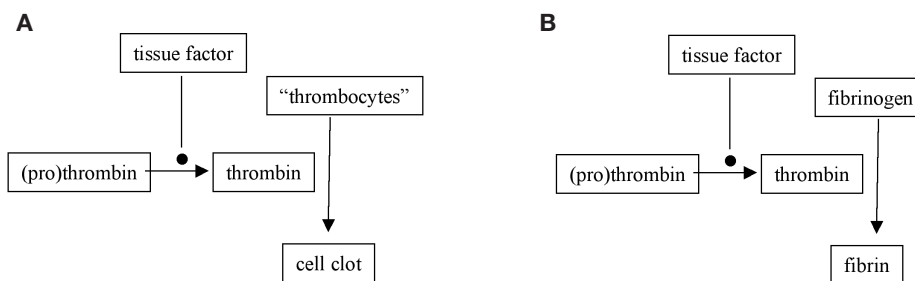 A
tissue factor
“thrombocytes”
(pro)thrombin
thrombin
cell clot
B
tissue factor
fibrinogen
(pro)thrombin
thrombin
fibrin